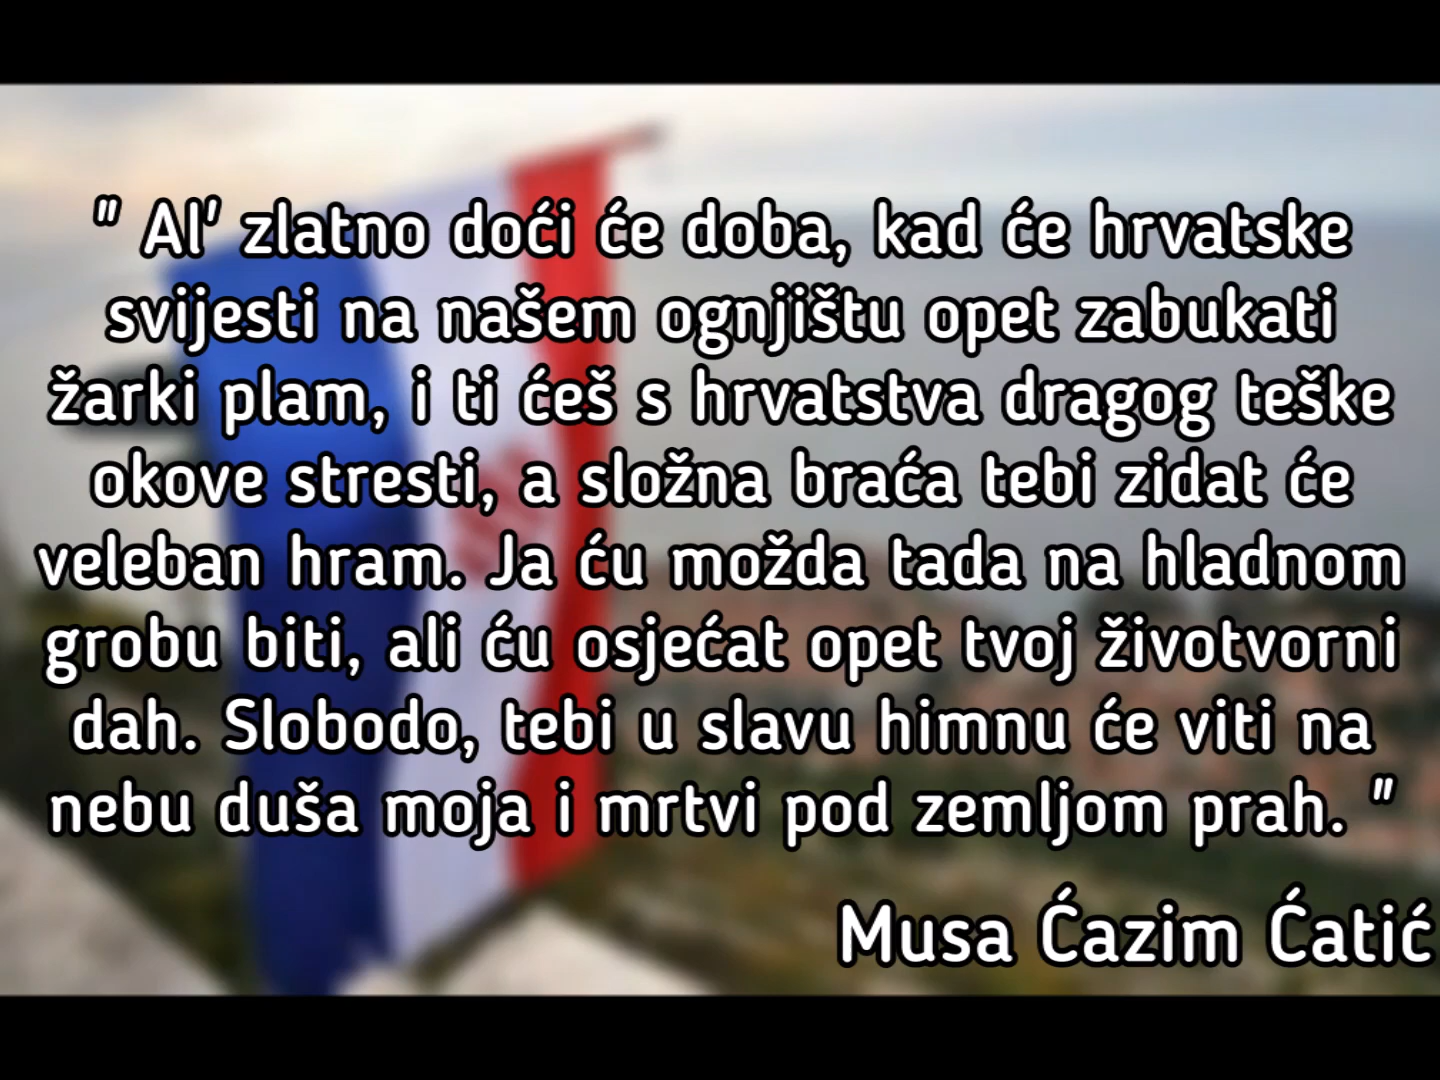 " Al' zlatno doći će doba, kad će hrvatske
svijesti na našem ognjištu opet zabukati
žarki plam, i ti ćeš s hrvatstva dragog teške
okove stresti, a složna braća tebi zidat će
veleban hram. Ja ću možda tada na hladnom
grobu biti, ali ću osjećat opet tvoj životvorni
dah. Slobodo, tebi u slavu himnu će viti na
nebu duša moja i mrtvi pod zemljom prah. "
Musa Ćazim Ćatić